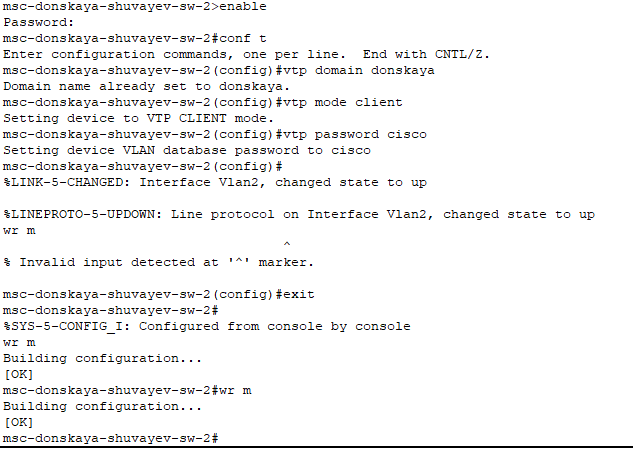 msc-donskaya-shuvayev-sw-2>enable
Password:
msc-donskaya-shuvayev-sw-2#conf t
Enter configuration commands, one per line.  End with CNTL/Z.
msc-donskaya-shuvayev-sw-2(config)#vtp domain donskaya
Domain name already set to donskaya.
msc-donskaya-shuvayev-sw-2(config)#vtp mode client
Setting device to VTP CLIENT mode.
msc-donskaya-shuvayev-sw-2(config)#vtp password cisco
Setting device VLAN database password to cisco
msc-donskaya-shuvayev-sw-2(config)#
%LINK-5-CHANGED: Interface Vlan2, changed state to up

%LINEPROTO-5-UPDOWN: Line protocol on Interface Vlan2, changed state to up
wr m
                                   ^
% Invalid input detected at '^' marker.

msc-donskaya-shuvayev-sw-2(config)#exit
msc-donskaya-shuvayev-sw-2#
%SYS-5-CONFIG_I: Configured from console by console
wr m
Building configuration...
[OK]
msc-donskaya-shuvayev-sw-2#wr m
Building configuration...
[OK]
msc-donskaya-shuvayev-sw-2#